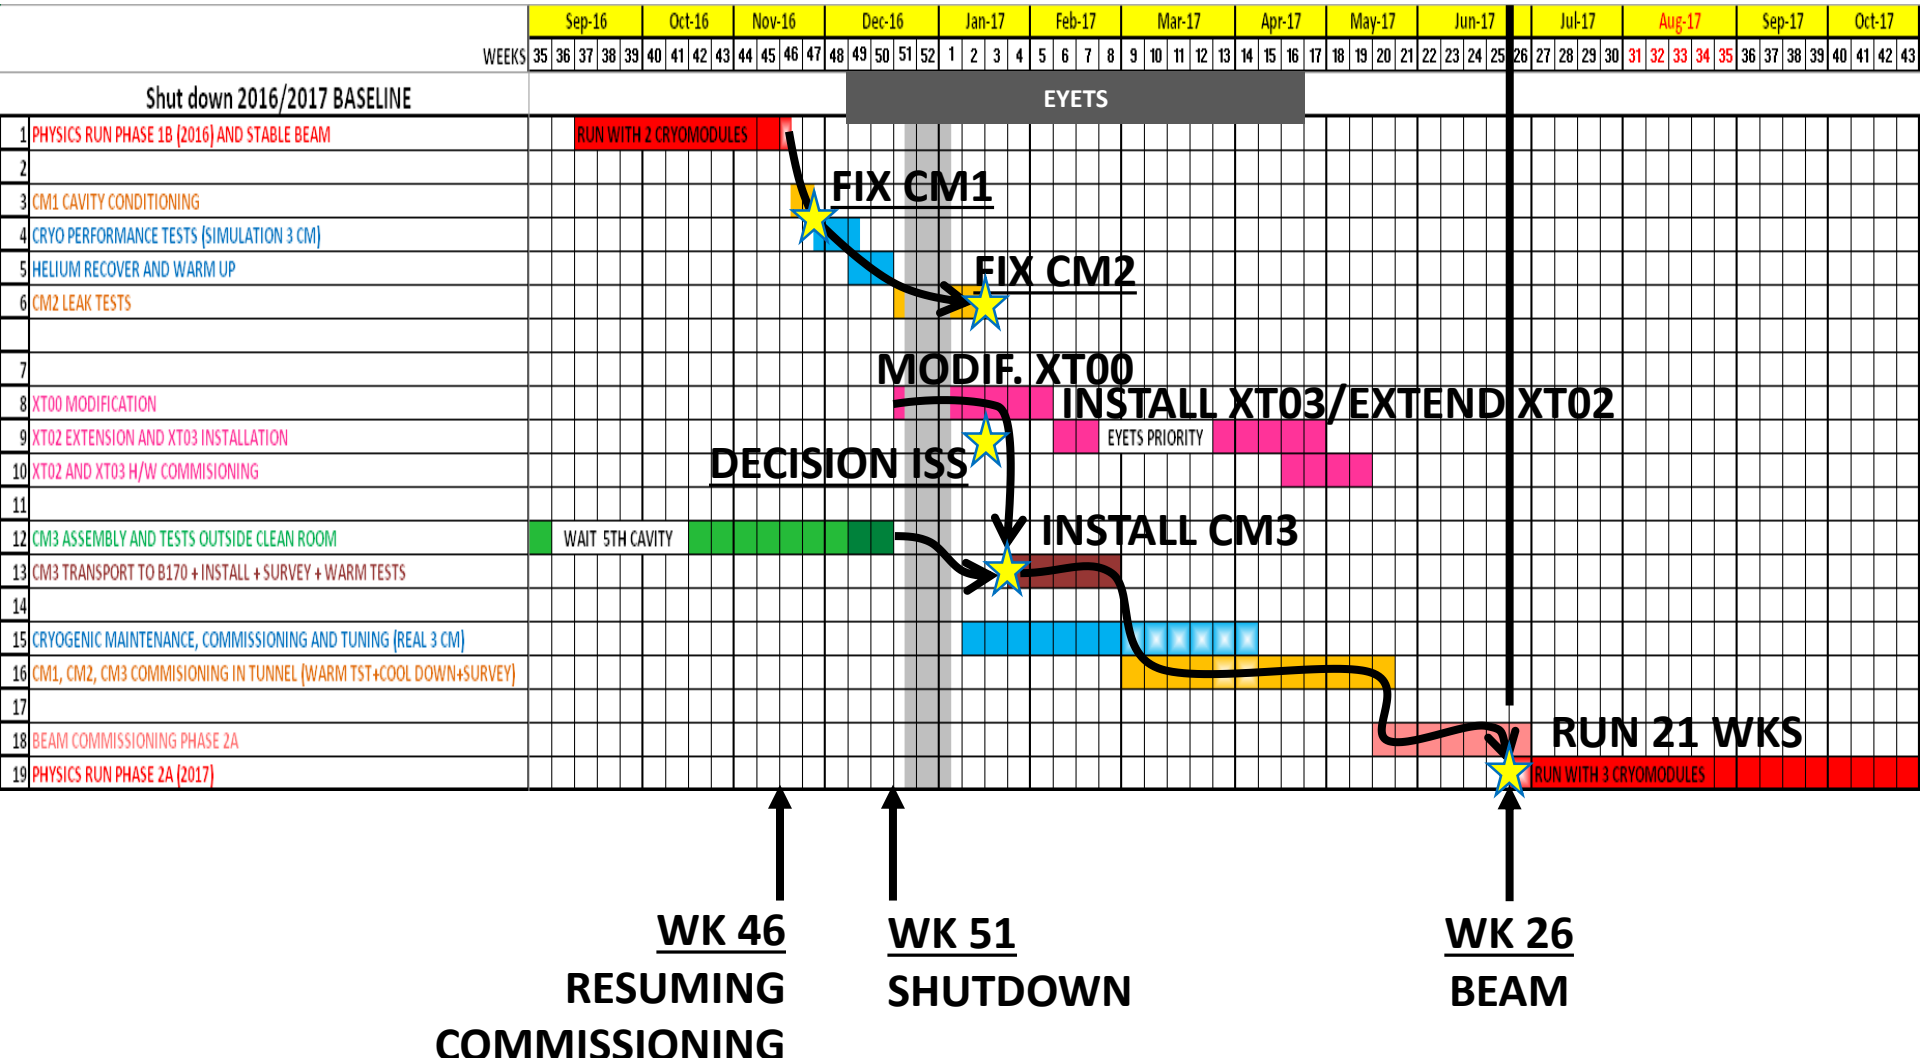 Sep-16 Oct-16 Nov-16 Dec-16 Jan-17 Feb-17 Mar-17 Apr-17 May-17 Jun-17 Jul-17 Aug-17 Sep-17 Oct-17
WEEKS 35 36 37 38 39 40 41 42 43 44 45 46 47 48 49 50 51 52 1 2 3 4 5 6 7 8 9 10 11 12 13 14 15 16 17 18 19 20 21 22 23 24 25 26 27 28 29 30 31 32 33 34 35 36 37 38 39 40 41 42 43
Shut down 2016/2017 BASELINE EYETS
1 PHYSICS RUN PHASE 1B (2016) AND STABLE BEAM RUN WITH 2 CRYOMODULES
2
FIX CM1
3 CM1 CAVITY CONDITIONING
4 CRYO PERFORMANCE TESTS (SIMULATION 3 CM)
5 HELIUM RECOVER AND WARM UP FIX CM2
6 CM2 LEAK TESTS
7 MODIF. XT00
8 XT00 MODIFICATION INSTALL XT03/EXTEND XT02
9 XT02 EXTENSION AND XT03 INSTALLATION EYETS PRIORITY
DECISION ISS
10 XT02 AND XT03 H/W COMMISIONING
11
12 CM3 ASSEMBLY AND TESTS OUTSIDE CLEAN ROOM WAIT 5TH CAVITY INSTALL CM3
13 CM3 TRANSPORT TO B170 + INSTALL + SURVEY + WARM TESTS
14
15 CRYOGENIC MAINTENANCE, COMMISSIONING AND TUNING (REAL 3 CM)
16 CM1, CM2, CM3 COMMISIONING IN TUNNEL (WARM TST+COOL DOWN+SURVEY)
17
18 BEAM COMMISSIONING PHASE 2A RUN 21 WKS
19 PHYSICS RUN PHASE 2A (2017) RUN WITH 3 CRYOMODULES
WK 46
RESUMING
COMMISSIONING
WK 51
SHUTDOWN
WK 26
BEAM